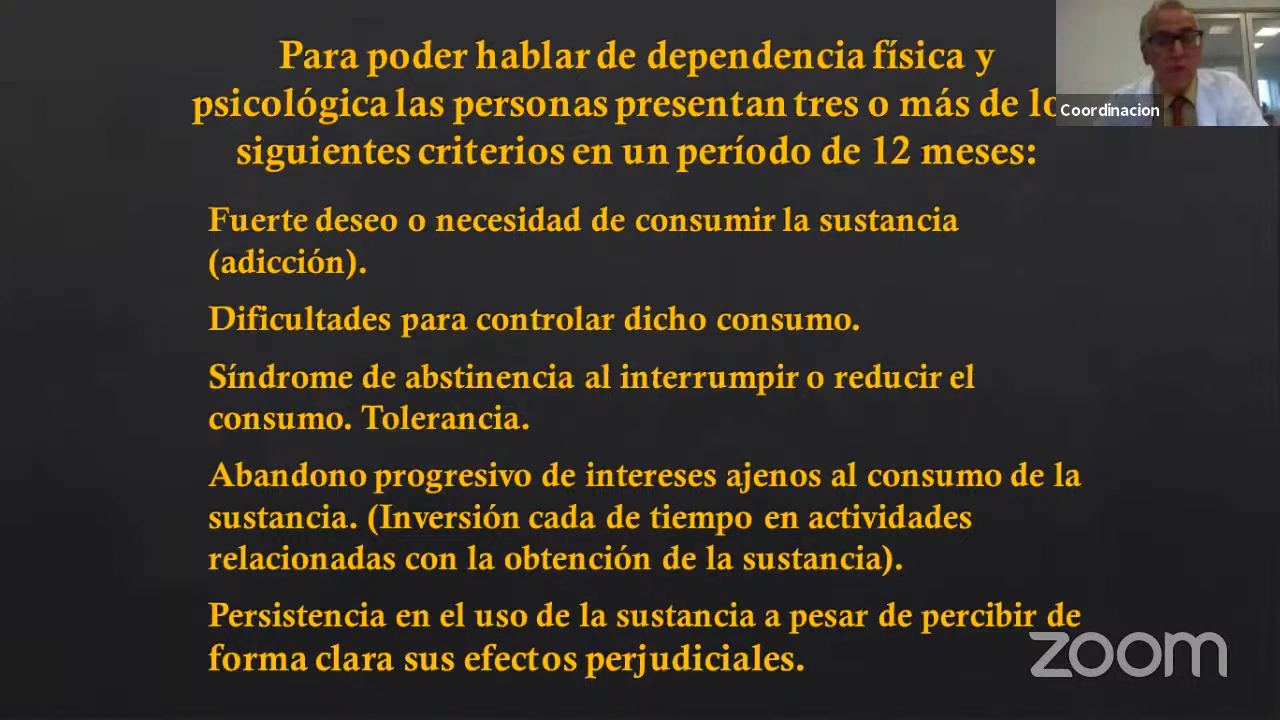 Para poder hablar de dependencia física y
psicológica las personas presentan tres o más de lo
siguientes criterios en un período de 12 meses:
Coordinacion
Fuerte deseo o necesidad de consumir la sustancia
(adicción).
Dificultades para controlar dicho consumo.
Síndrome de abstinencia al interrumpir o reducir el
consumo. Tolerancia.
Abandono progresivo de intereses ajenos al consumo de la
sustancia. (Inversión cada de tiempo en actividades
relacionadas con la obtención de la sustancia).
Persistencia en el uso de la sustancia a pesar de percibir de
forma clara sus efectos perjudiciales.
zoom